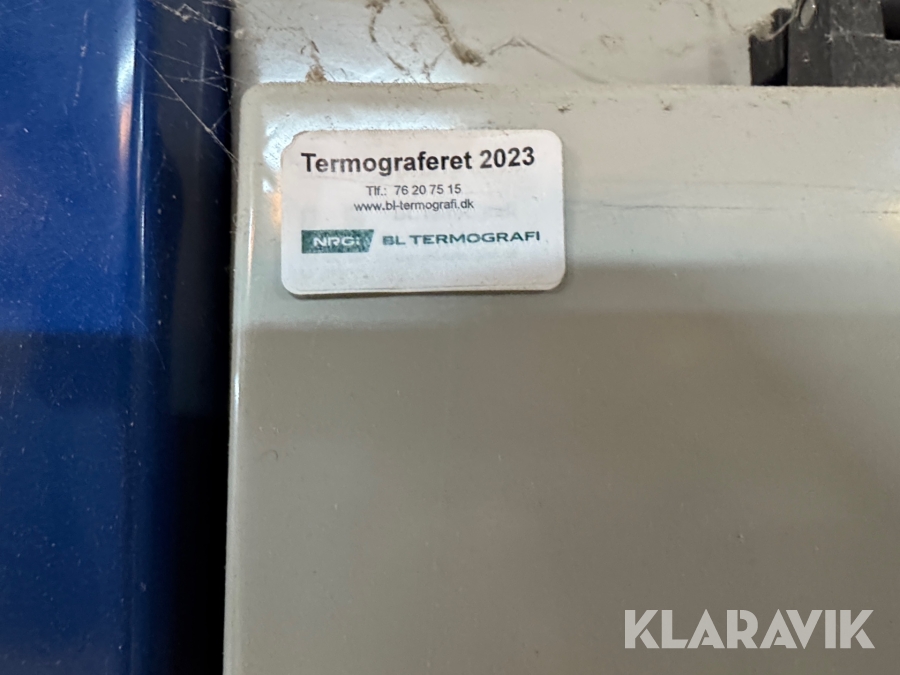 Termograferet 2023
Tlf.: 76 20 75 15
www.bl-termografi.dk
NRGi BL TERMOGRAFI
KLARAVIK